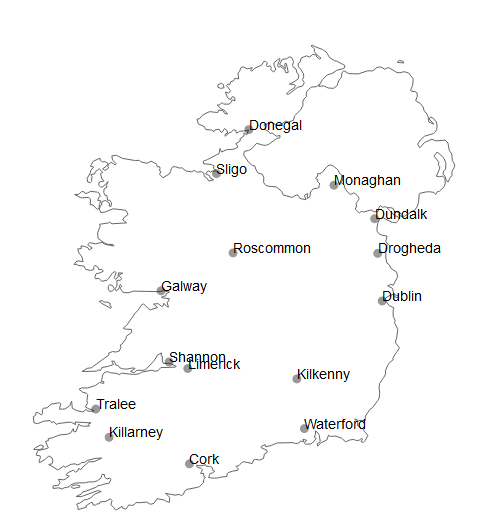 Donegal
Sligo
Monaghan
Dundalk
Roscommon
Drogheda
Galway
Dublin
Shannon
Limerick
Kilkenny
Tralee
Waterford
Killarney
Cork